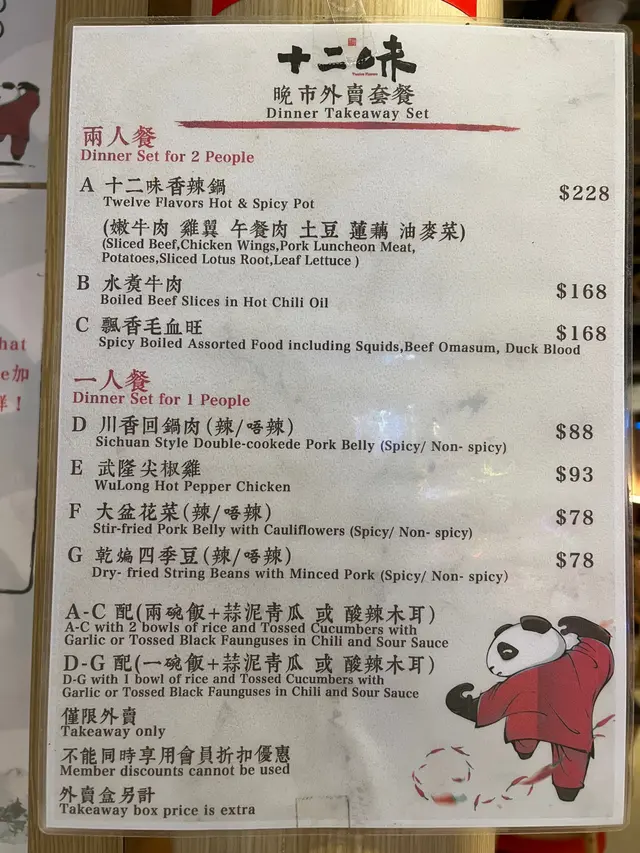 十二味
Twelve Flavors
晚市外賣套餐
Dinner Takeaway Set
兩人餐
Dinner Set for 2 People
A 十二味香辣鍋 $228
Twelve Flavors Hot & Spicy Pot
(嫩牛肉 雞翼 午餐肉 土豆 蓮藕 油麥菜)
(Sliced Beef,Chicken Wings,Pork Luncheon Meat,
Potatoes,Sliced Lotus Root,Leaf Lettuce )
B 水煑牛肉 $168
Boiled Beef Slices in Hot Chili Oil
C 飄香毛血旺 $168
Spicy Boiled Assorted Food including Squids,Beef Omasum, Duck Blood
一人餐
Dinner Set for 1 People
D 川香回鍋肉(辣/唔辣) $88
Sichuan Style Double-cookede Pork Belly (Spicy/ Non- spicy)
E 武隆尖椒雞 $93
WuLong Hot Pepper Chicken
F 大盆花菜(辣/唔辣) $78
Stir-fried Pork Belly with Cauliflowers (Spicy/ Non- spicy)
G 乾煸四季豆(辣/唔辣) $78
Dry- fried String Beans with Minced Pork (Spicy/ Non- spicy)
A-C 配(兩碗飯+蒜泥青瓜 或 酸辣木耳)
A-C with 2 bowls of rice and Tossed Cucumbers with
Garlic or Tossed Black Faunguses in Chili and Sour Sauce
D-G 配(一碗飯+蒜泥青瓜 或 酸辣木耳)
D-G with 1 bowl of rice and Tossed Cucumbers with
Garlic or Tossed Black Faunguses in Chili and Sour Sauce
僅限外賣
Takeaway only
不能同時享用會員折扣優惠
Member discounts cannot be used
外賣盒另計
Takeaway box price is extra
hat
e加
！